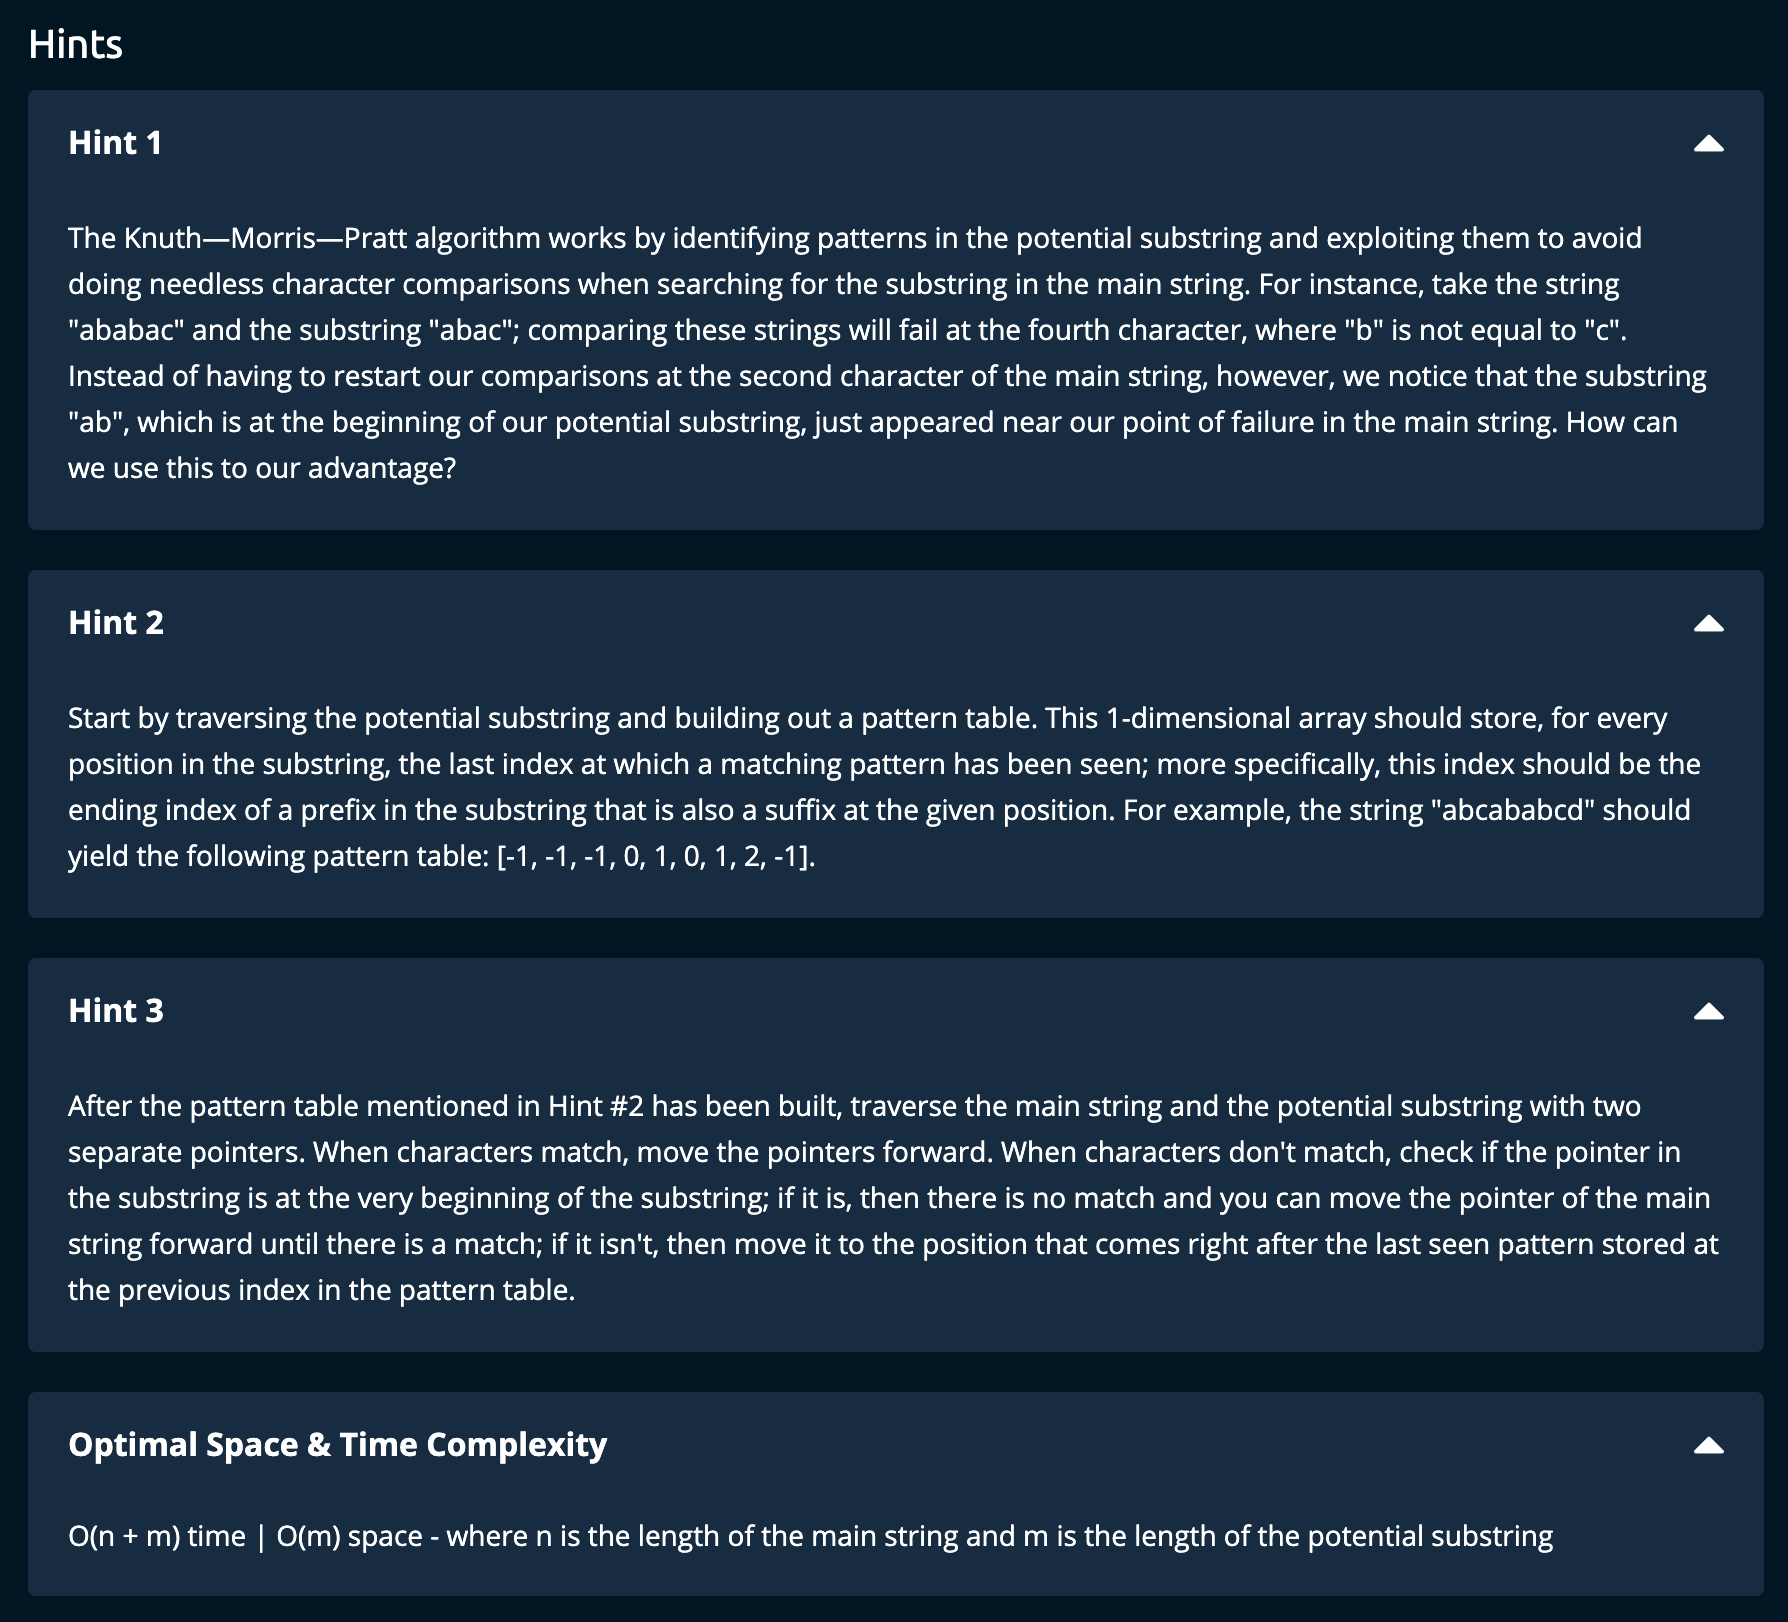 Hints
Hint 1
The Knuth—Morris—Pratt algorithm works by identifying patterns in the potential substring and exploiting them to avoid
doing needless character comparisons when searching for the substring in the main string. For instance, take the string
"ababac" and the substring "abac"; comparing these strings will fail at the fourth character, where "b" is not equal to "c".
Instead of having to restart our comparisons at the second character of the main string, however, we notice that the substring
"ab", which is at the beginning of our potential substring, just appeared near our point of failure in the main string. How can
we use this to our advantage?
Hint 2
Start by traversing the potential substring and building out a pattern table. This 1-dimensional array should store, for every
position in the substring, the last index at which a matching pattern has been seen; more specifically, this index should be the
ending index of a prefix in the substring that is also a suffix at the given position. For example, the string "abcababcd" should
yield the following pattern table: [-1, -1, -1, 0, 1, 0, 1, 2, -1].
Hint 3
After the pattern table mentioned in Hint #2 has been built, traverse the main string and the potential substring with two
separate pointers. When characters match, move the pointers forward. When characters don't match, check if the pointer in
the substring is at the very beginning of the substring; if it is, then there is no match and you can move the pointer of the main
string forward until there is a match; if it isn't, then move it to the position that comes right after the last seen pattern stored at
the previous index in the pattern table.
Optimal Space & Time Complexity
O(n + m) time | O(m) space - where n is the length of the main string and m is the length of the potential substring